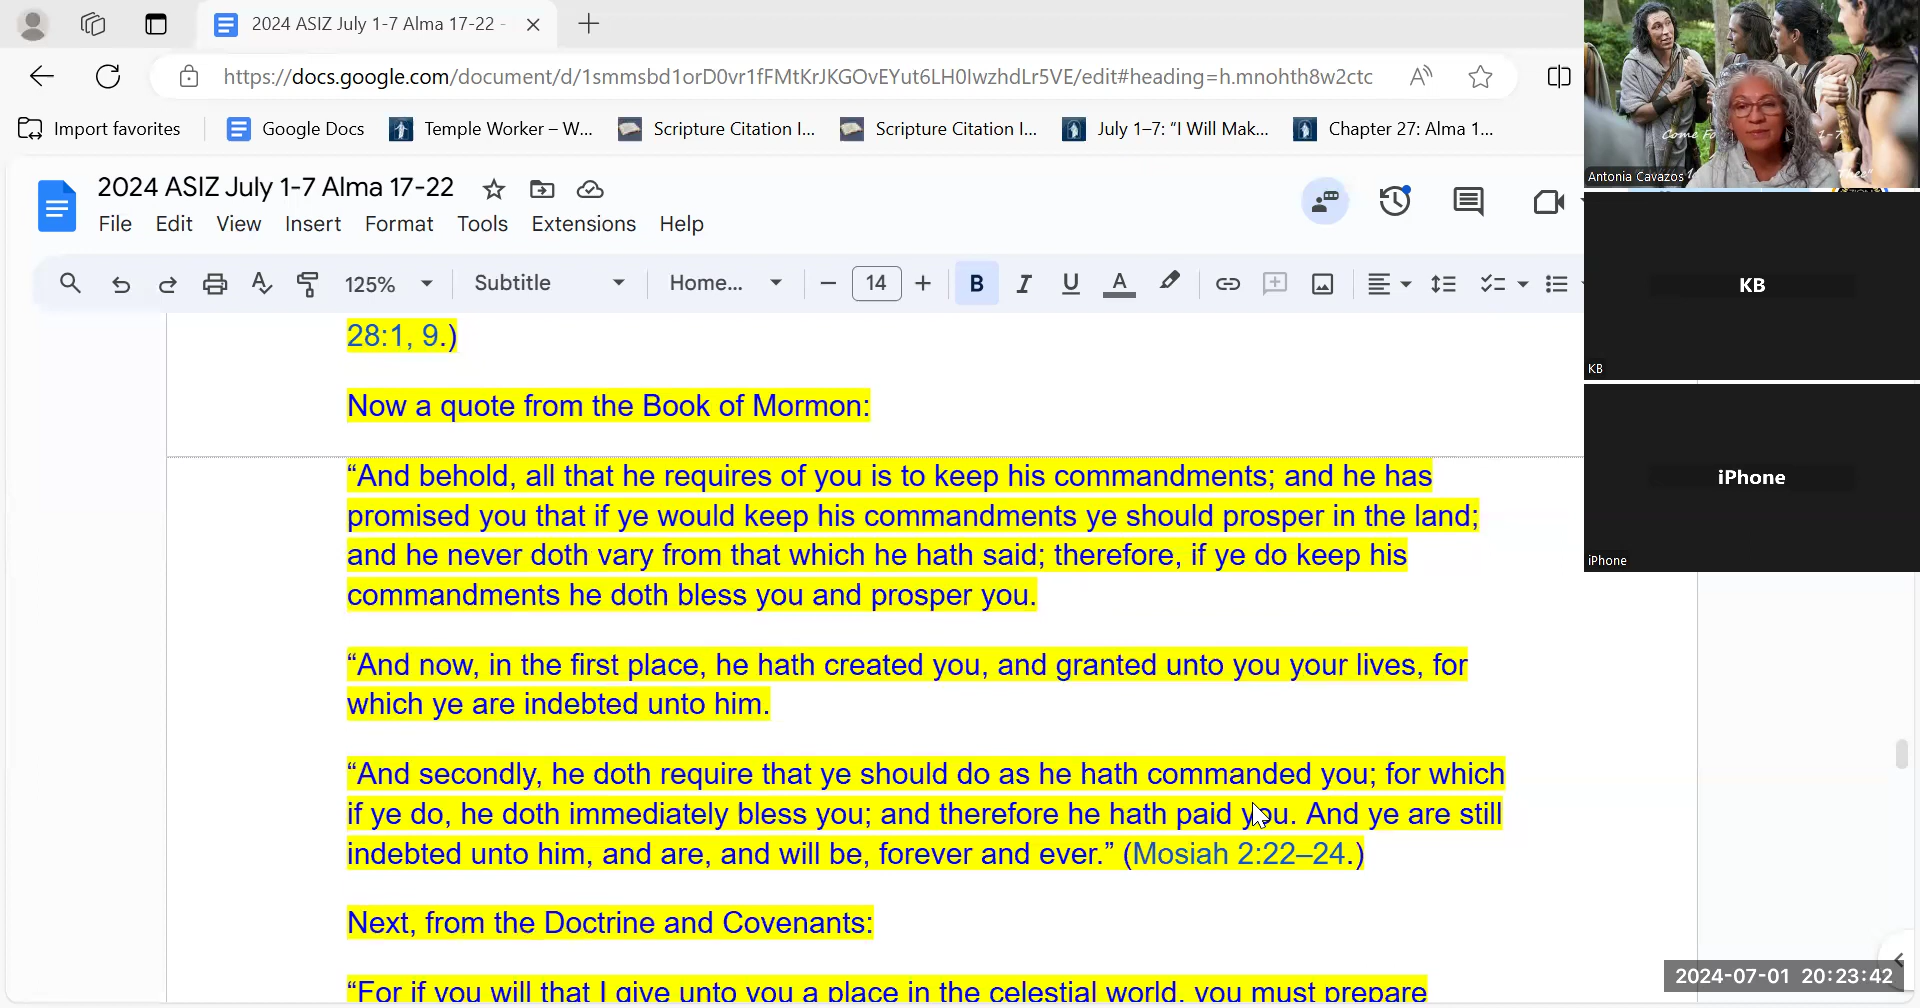 2024 ASIZ July 1-7 Alma 17-22 -
https://docs.google.com/document/d/1smmsbd1orD0vr1fFMtKrJKGOvEYut6LH0IwzhdLr5VE/edit#heading=h.mnohth8w2ctc
Import favorites
Google Docs
Temple Worker – W...
Scripture Citation I...
Scripture Citation I...
July 1–7: “I Will Mak...
Chapter 27: Alma 1...
2024 ASIZ July 1-7 Alma 17-22
File Edit View Insert Format Tools Extensions Help
125% Subtitle Home... 14 B I U A
28:1, 9.)
Now a quote from the Book of Mormon:
“And behold, all that he requires of you is to keep his commandments; and he has
promised you that if ye would keep his commandments ye should prosper in the land;
and he never doth vary from that which he hath said; therefore, if ye do keep his
commandments he doth bless you and prosper you.
“And now, in the first place, he hath created you, and granted unto you your lives, for
which ye are indebted unto him.
“And secondly, he doth require that ye should do as he hath commanded you; for which
if ye do, he doth immediately bless you; and therefore he hath paid you. And ye are still
indebted unto him, and are, and will be, forever and ever.” (Mosiah 2:22–24.)
Next, from the Doctrine and Covenants:
“For if you will that I give unto you a place in the celestial world, you must prepare
Come Fo
1-7
Antonia Cavazos
KB
KB
iPhone
iPhone
2024-07-01 20:23:42